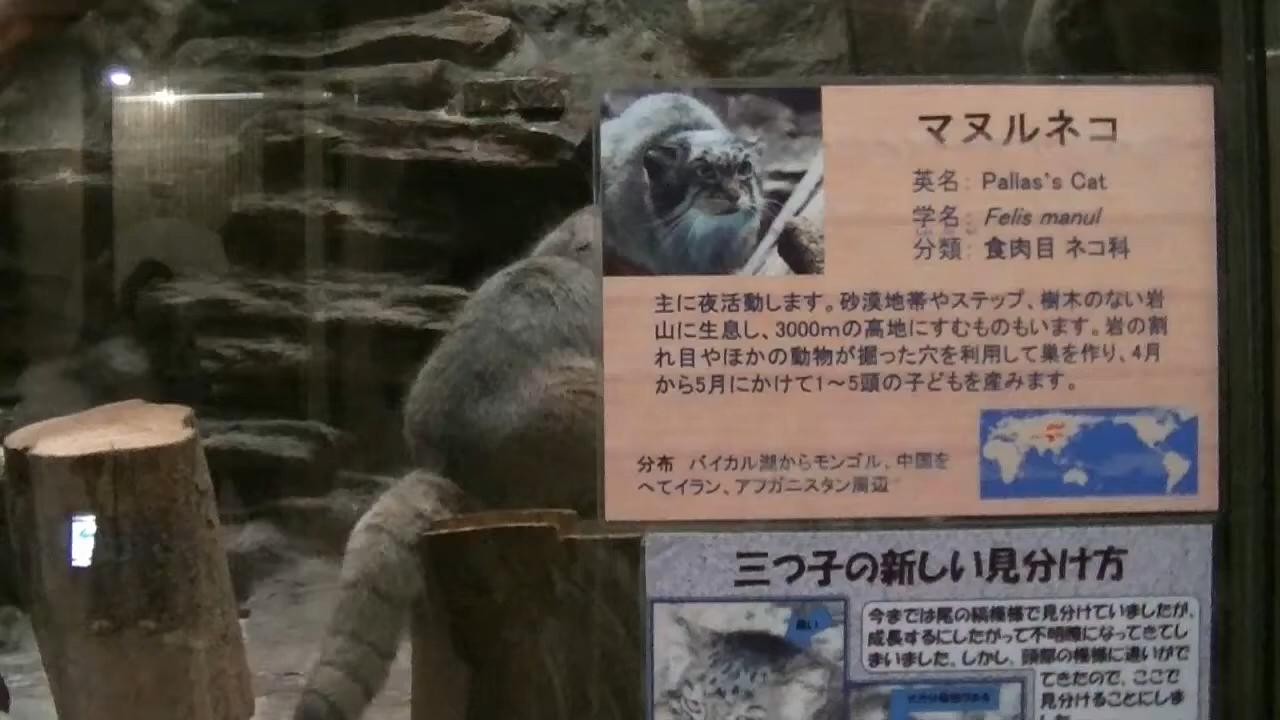 マヌルネコ
英名: Pallas's Cat
学名: Felis manul
分類: 食肉目 ネコ科
主に夜活動します。砂漠地帯やステップ、樹木のない岩
山に生息し、3000mの高地にすむものもいます。岩の割
れ目やほかの動物が掘った穴を利用して巣を作り、4月
から5月にかけて1〜5頭の子どもを産みます。
分布 バイカル湖からモンゴル、中国を
へてイラン、アフガニスタン周辺
三つ子の新しい見分け方
今までは尾の縞模様で見分けていましたが、
成長するにしたがって不明瞭になってきてし
まいました。しかし、頭部の模様に違いがで
てきたので、ここで
見分けることにしま